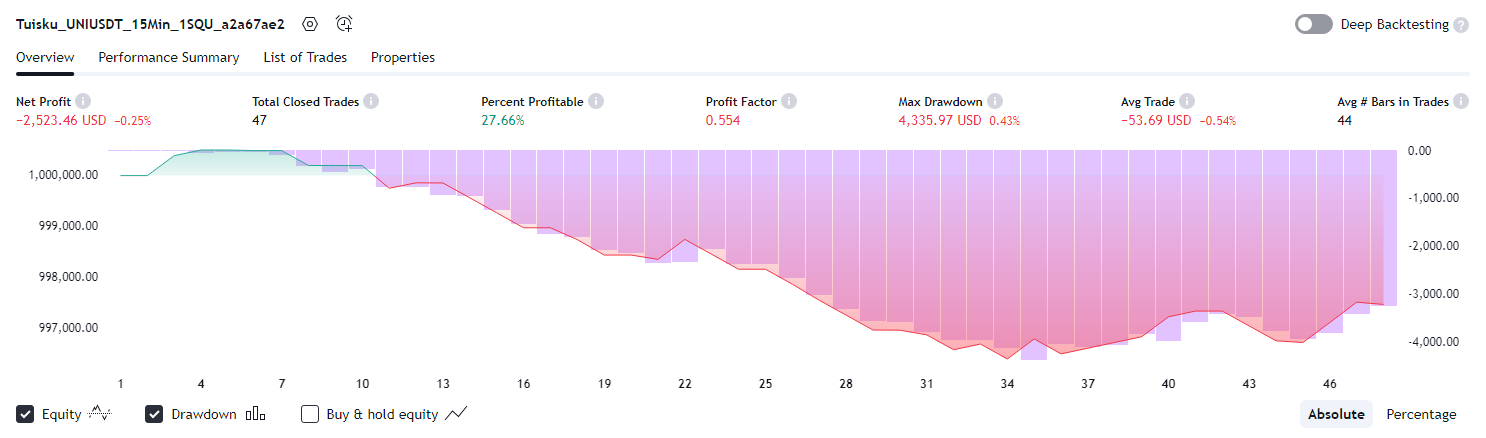 Tuisku_UNIUSDT_15Min_1SQU_a2a67ae2 Deep Backtesting ?
Overview Performance Summary List of Trades Properties
Net Profit Total Closed Trades Percent Profitable Profit Factor Max Drawdown Avg Trade Avg # Bars in Trades
−2,523.46 USD −0.25% 47 27.66% 0.554 4,335.97 USD 0.43% −53.69 USD −0.54% 44
0.00
1,000,000.00
-1,000.00
999,000.00
-2,000.00
998,000.00
-3,000.00
997,000.00
-4,000.00
1 4 7 10 13 16 19 22 25 28 31 34 37 40 43 46
Equity Drawdown Buy & hold equity Absolute Percentage